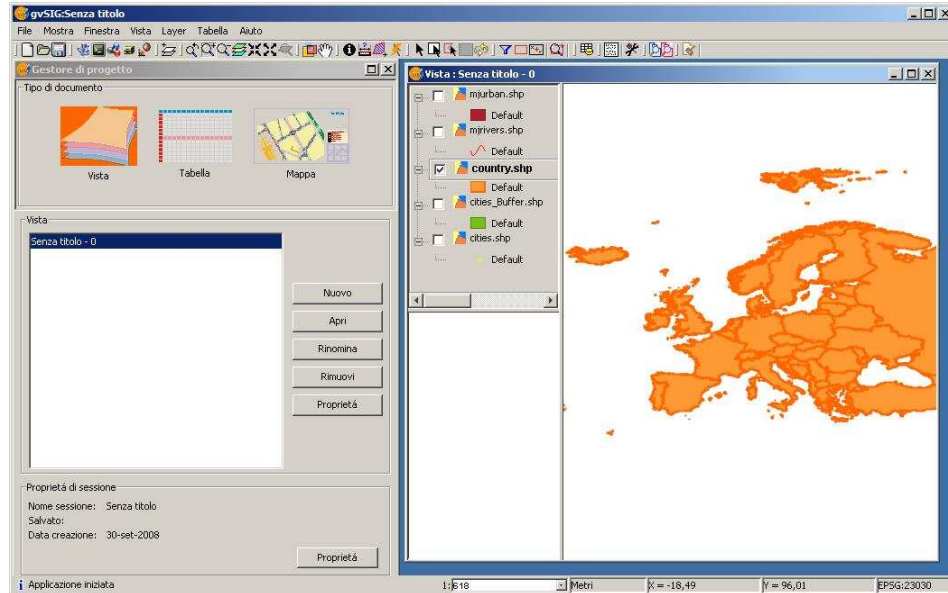 gvSIG:Senza titolo
File Mostra Finestra Vista Layer Tabella Aiuto
Gestore di progetto
Tipo di documento
Vista
Tabella
Mappa
Vista
Senza titolo - 0
Nuovo
Apri
Rinomina
Rimuovi
Proprietá
Proprietá di sessione
Nome sessione: Senza titolo
Salvato:
Data creazione: 30-set-2008
Proprietá
Vista : Senza titolo - 0
mjurban.shp
Default
mjrivers.shp
Default
country.shp
Default
cities_Buffer.shp
Default
cities.shp
Default
Applicazione iniziata
1: 618
Metri
X = -18,49
Y = 96,01
EPSG:23030